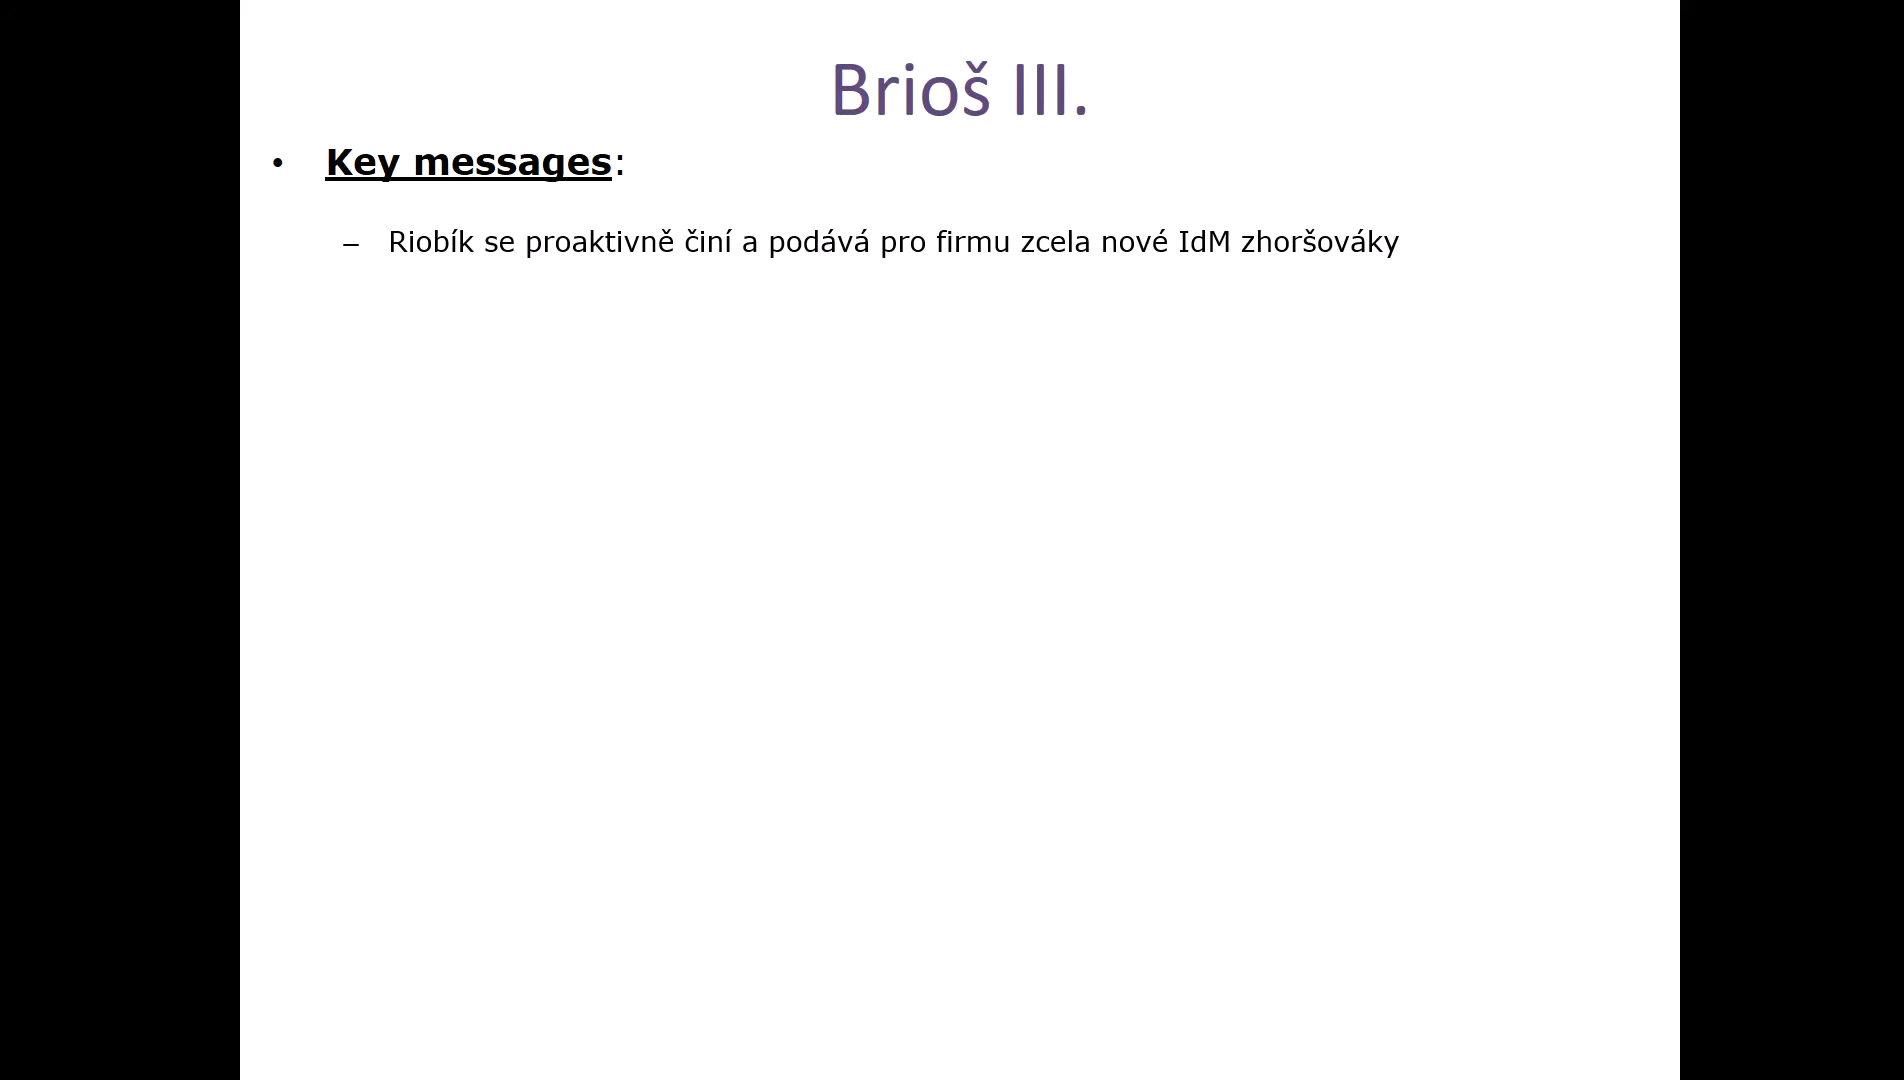 Brioš III.
• Key messages:
– Riobík se proaktivně činí a podává pro firmu zcela nové IdM zhoršováky